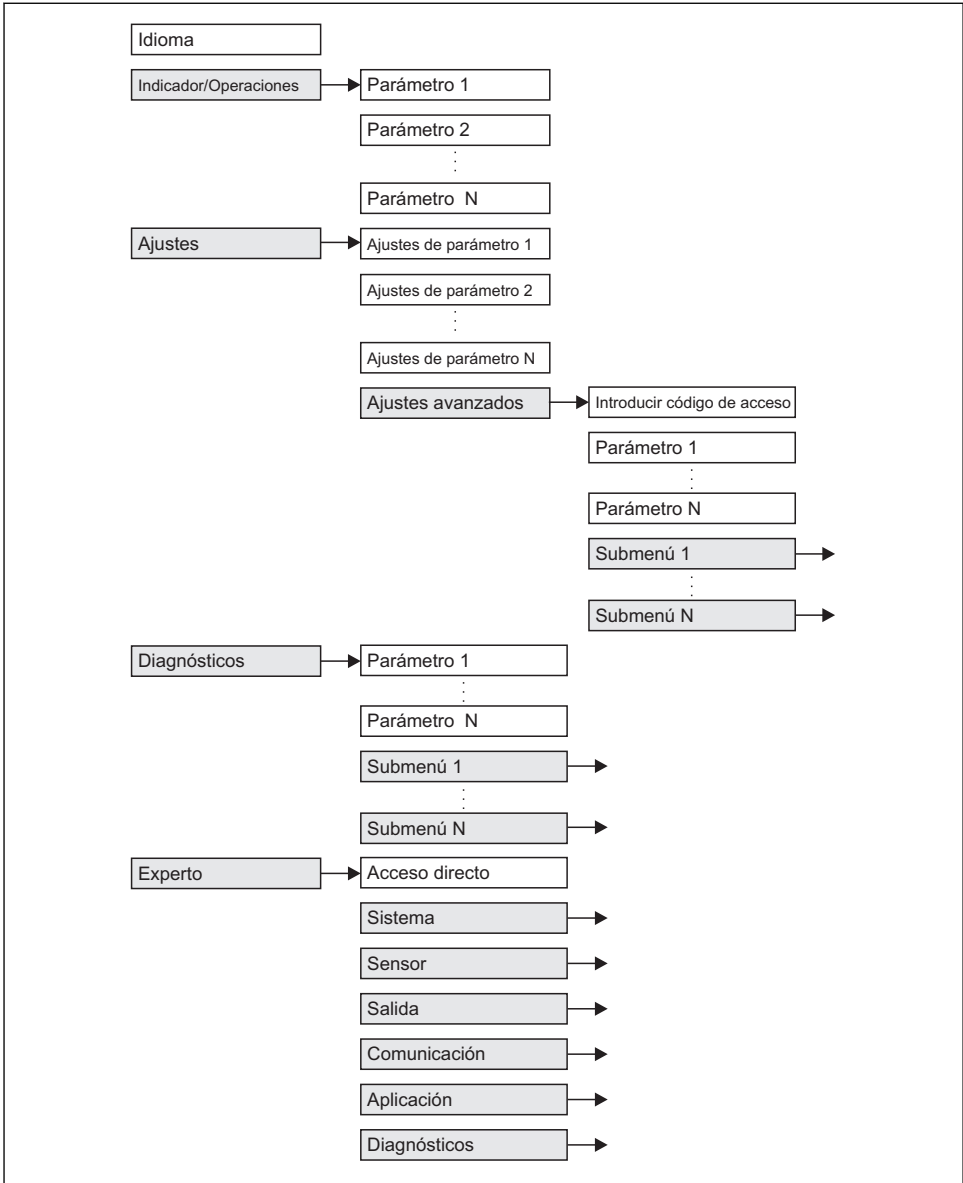 Idioma
Indicador/Operaciones
Parámetro 1
Parámetro 2
Parámetro N
Ajustes
Ajustes de parámetro 1
Ajustes de parámetro 2
Ajustes de parámetro N
Ajustes avanzados
Introducir código de acceso
Parámetro 1
Parámetro N
Submenú 1
Submenú N
Diagnósticos
Parámetro 1
Parámetro N
Submenú 1
Submenú N
Experto
Acceso directo
Sistema
Sensor
Salida
Comunicación
Aplicación
Diagnósticos